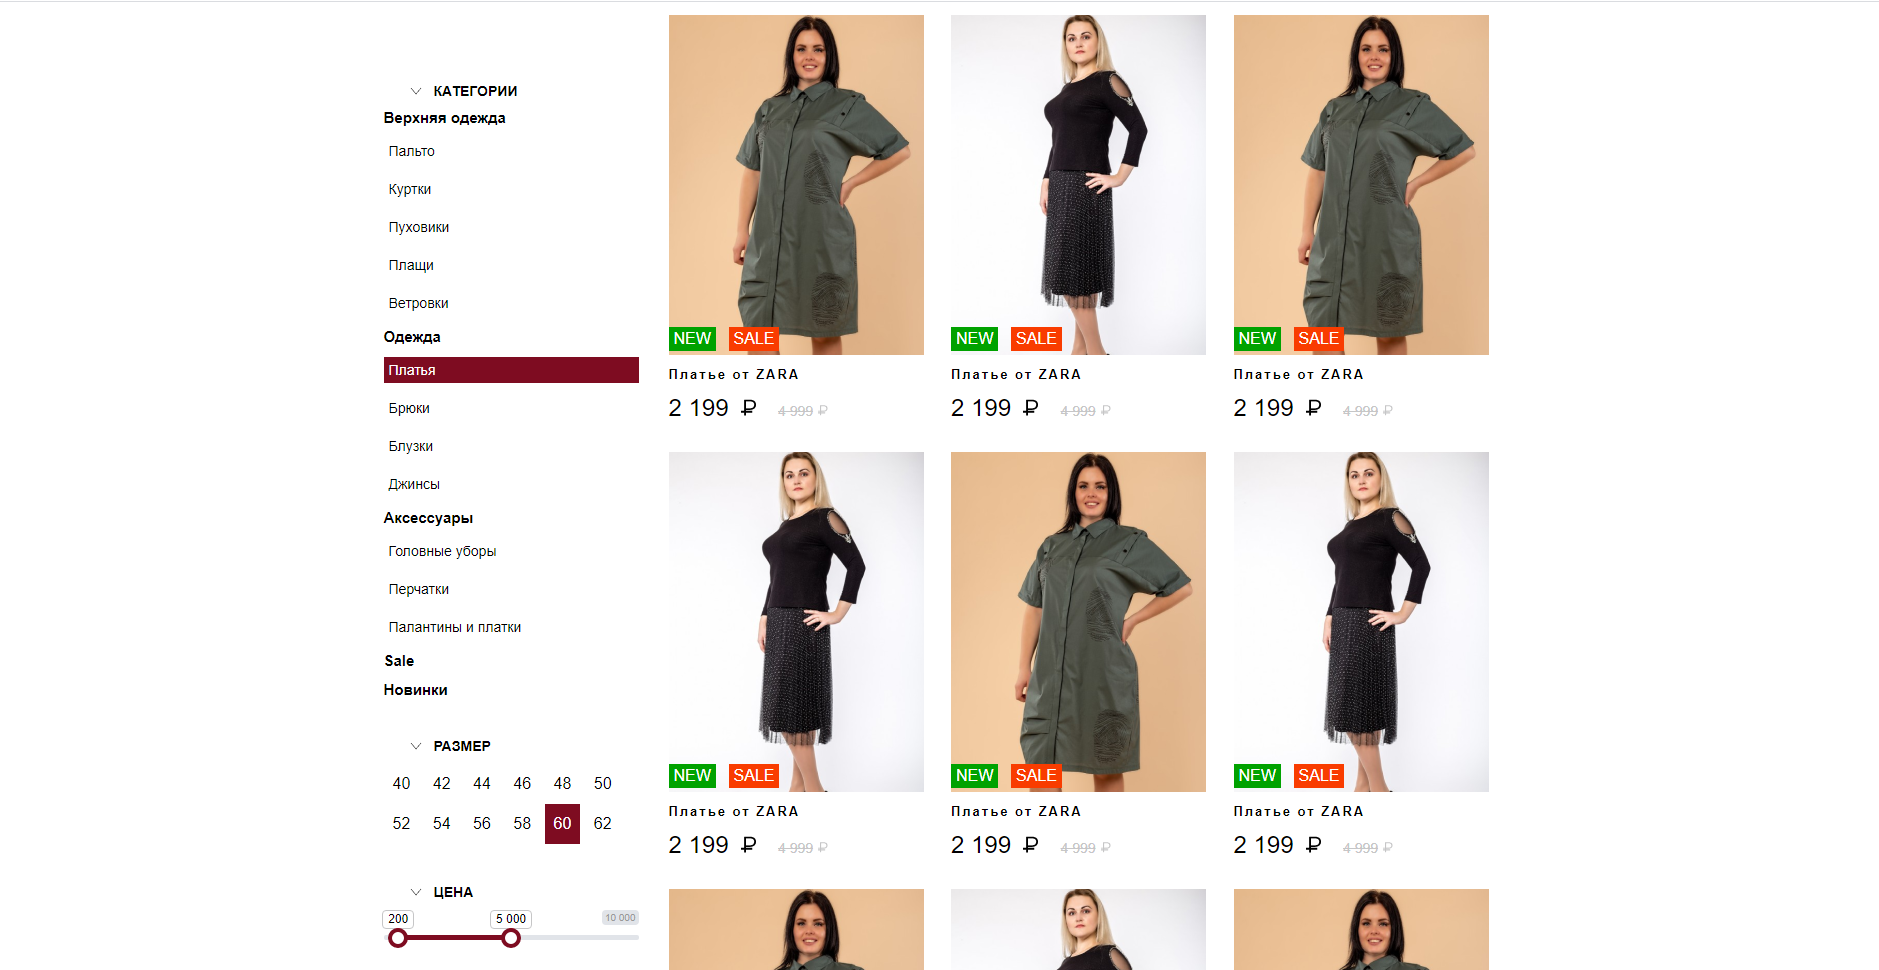 КАТЕГОРИИ
Верхняя одежда
Пальто
Куртки
Пуховики
Плащи
Ветровки
Одежда
Платья
Брюки
Блузки
Джинсы
Аксессуары
Головные уборы
Перчатки
Палантины и платки
Sale
Новинки
РАЗМЕР
40 42 44 46 48 50
52 54 56 58 60 62
ЦЕНА
200 5 000 10 000
NEW SALE NEW SALE NEW SALE
Платье от ZARA Платье от ZARA Платье от ZARA
2 199 ₽ 4 999 ₽ 2 199 ₽ 4 999 ₽ 2 199 ₽ 4 999 ₽
NEW SALE NEW SALE NEW SALE
Платье от ZARA Платье от ZARA Платье от ZARA
2 199 ₽ 4 999 ₽ 2 199 ₽ 4 999 ₽ 2 199 ₽ 4 999 ₽